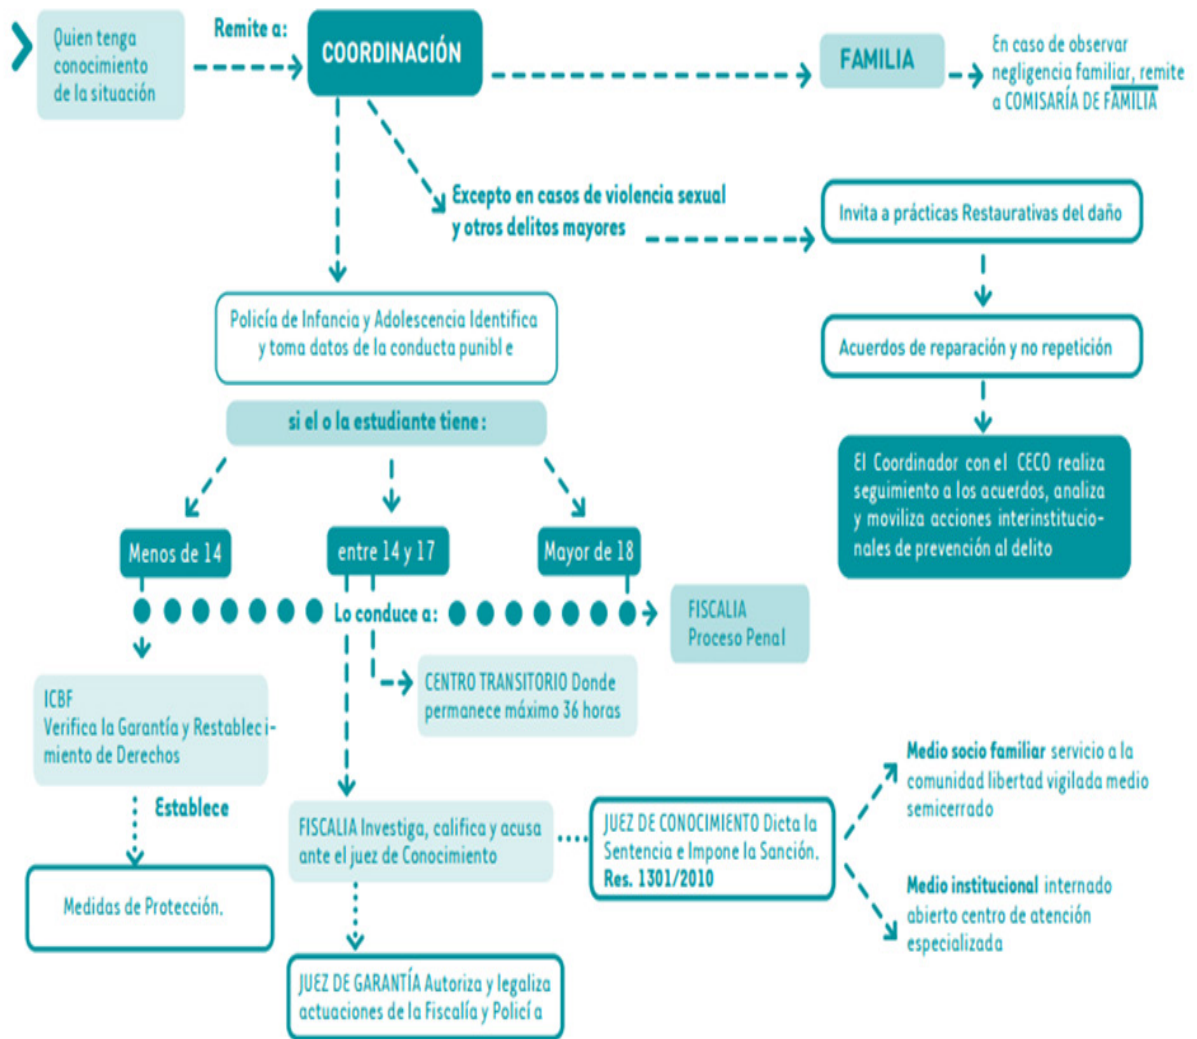 Quien tenga
conocimiento
de la situación
Remite a:
COORDINACIÓN
FAMILIA
En caso de observar
negligencia familiar, remite
a COMISARÍA DE FAMILIA
Excepto en casos de violencia sexual
y otros delitos mayores
Invita a prácticas Restaurativas del daño
Acuerdos de reparación y no repetición
El Coordinador con el CECO realiza
seguimiento a los acuerdos, analiza
y moviliza acciones interinstitucio-
nales de prevención al delito
Policía de Infancia y Adolescencia Identifica
y toma datos de la conducta punibl e
si el o la estudiante tiene:
Menos de 14
entre 14 y 17
Mayor de 18
Lo conduce a:
FISCALIA
Proceso Penal
CENTRO TRANSITORIO Donde
permanece máximo 36 horas
ICBF
Verifica la Garantía y Restablec i-
miento de Derechos
Establece
Medidas de Protección.
FISCALIA Investiga, califica y acusa
ante el juez de Conocimiento
JUEZ DE CONOCIMIENTO Dicta la
Sentencia e Impone la Sanción.
Res. 1301/2010
Medio socio familiar servicio a la
comunidad libertad vigilada medio
semicerrado
Medio institucional internado
abierto centro de atención
especializada
JUEZ DE GARANTÍA Autoriza y legaliza
actuaciones de la Fiscalía y Policí a